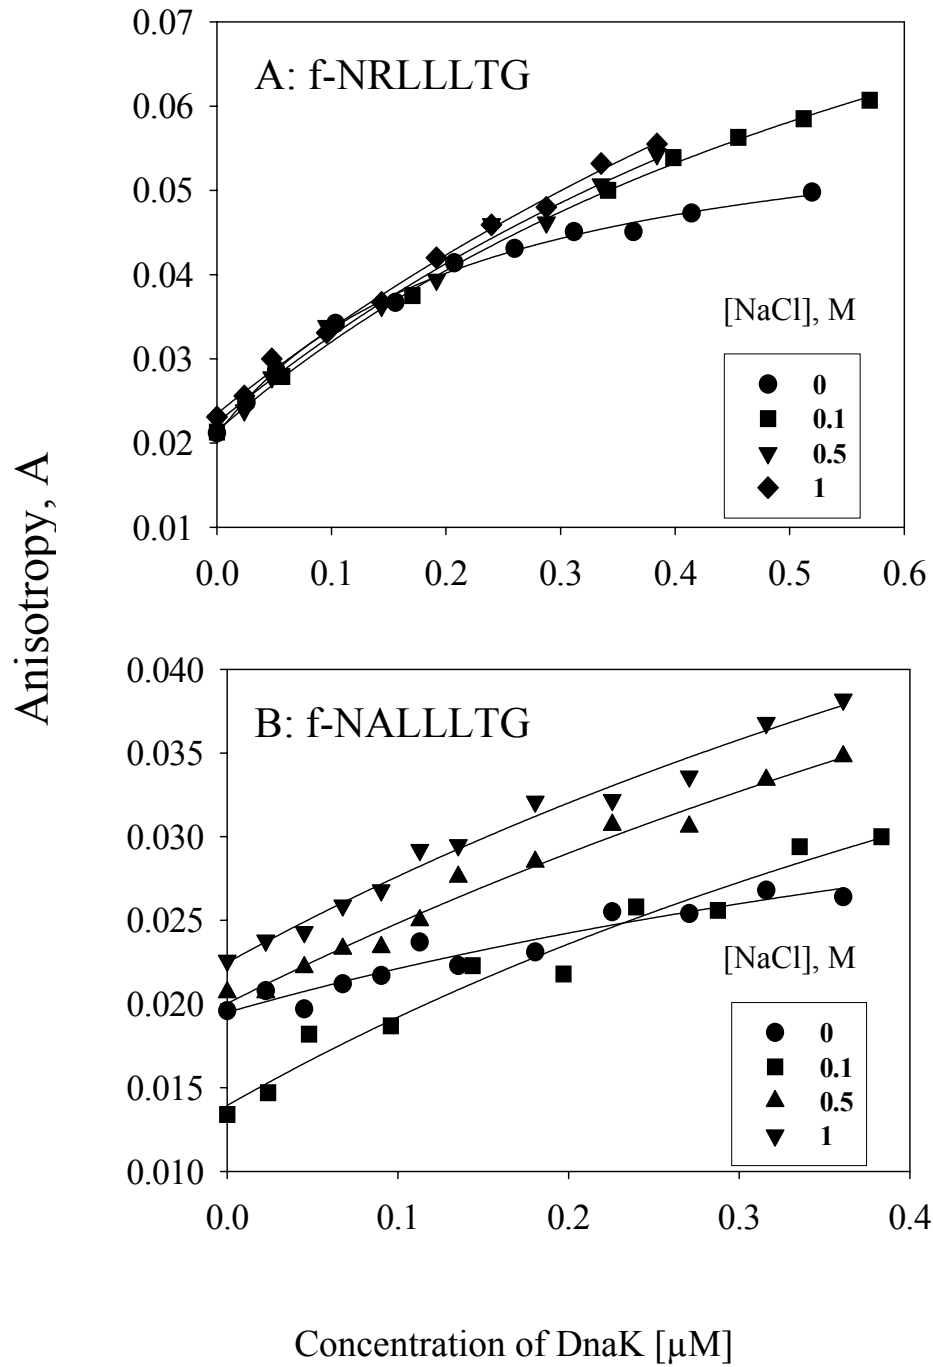 0.07
A: f-NRLLLTG
0.06
0.05
0.04
[NaCl], M
0.03
0
0.1
0.02
0.5
1
0.01
0.0 0.1 0.2 0.3 0.4 0.5 0.6
Anisotropy, A
0.040
B: f-NALLLTG
0.035
0.030
0.025
[NaCl], M
0.020
0
0.1
0.015
0.5
1
0.010
0.0 0.1 0.2 0.3 0.4
Concentration of DnaK [µM]